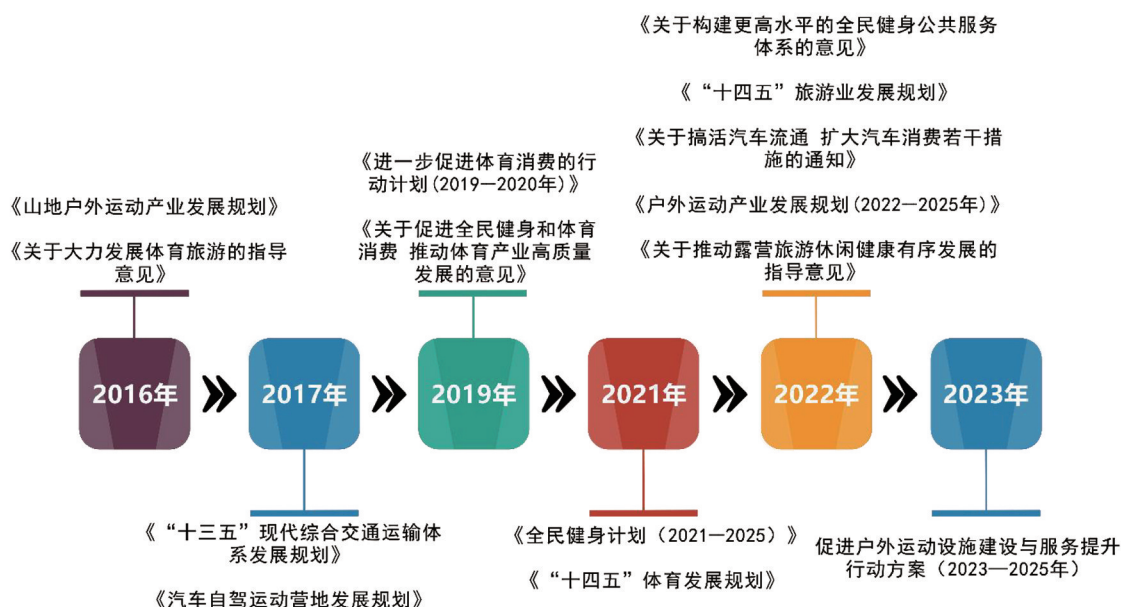 《关于构建更高水平的全民健身公共服务
体系的意见》
《“十四五”旅游业发展规划》
《关于搞活汽车流通 扩大汽车消费若干措
施的通知》
《户外运动产业发展规划(2022—2025年)》
《关于推动露营旅游休闲健康有序发展的
指导意见》
《进一步促进体育消费的行
动计划(2019—2020年)》
《关于促进全民健身和体育
消费 推动体育产业高质量
发展的意见》
《山地户外运动产业发展规划》
《关于大力发展体育旅游的指导
意见》
2016年
2017年
2019年
2021年
2022年
2023年
《“十三五”现代综合交通运输体
系发展规划》
《汽车自驾运动营地发展规划》
《全民健身计划（2021—2025）》
《“十四五”体育发展规划》
促进户外运动设施建设与服务提升
行动方案（2023—2025年）